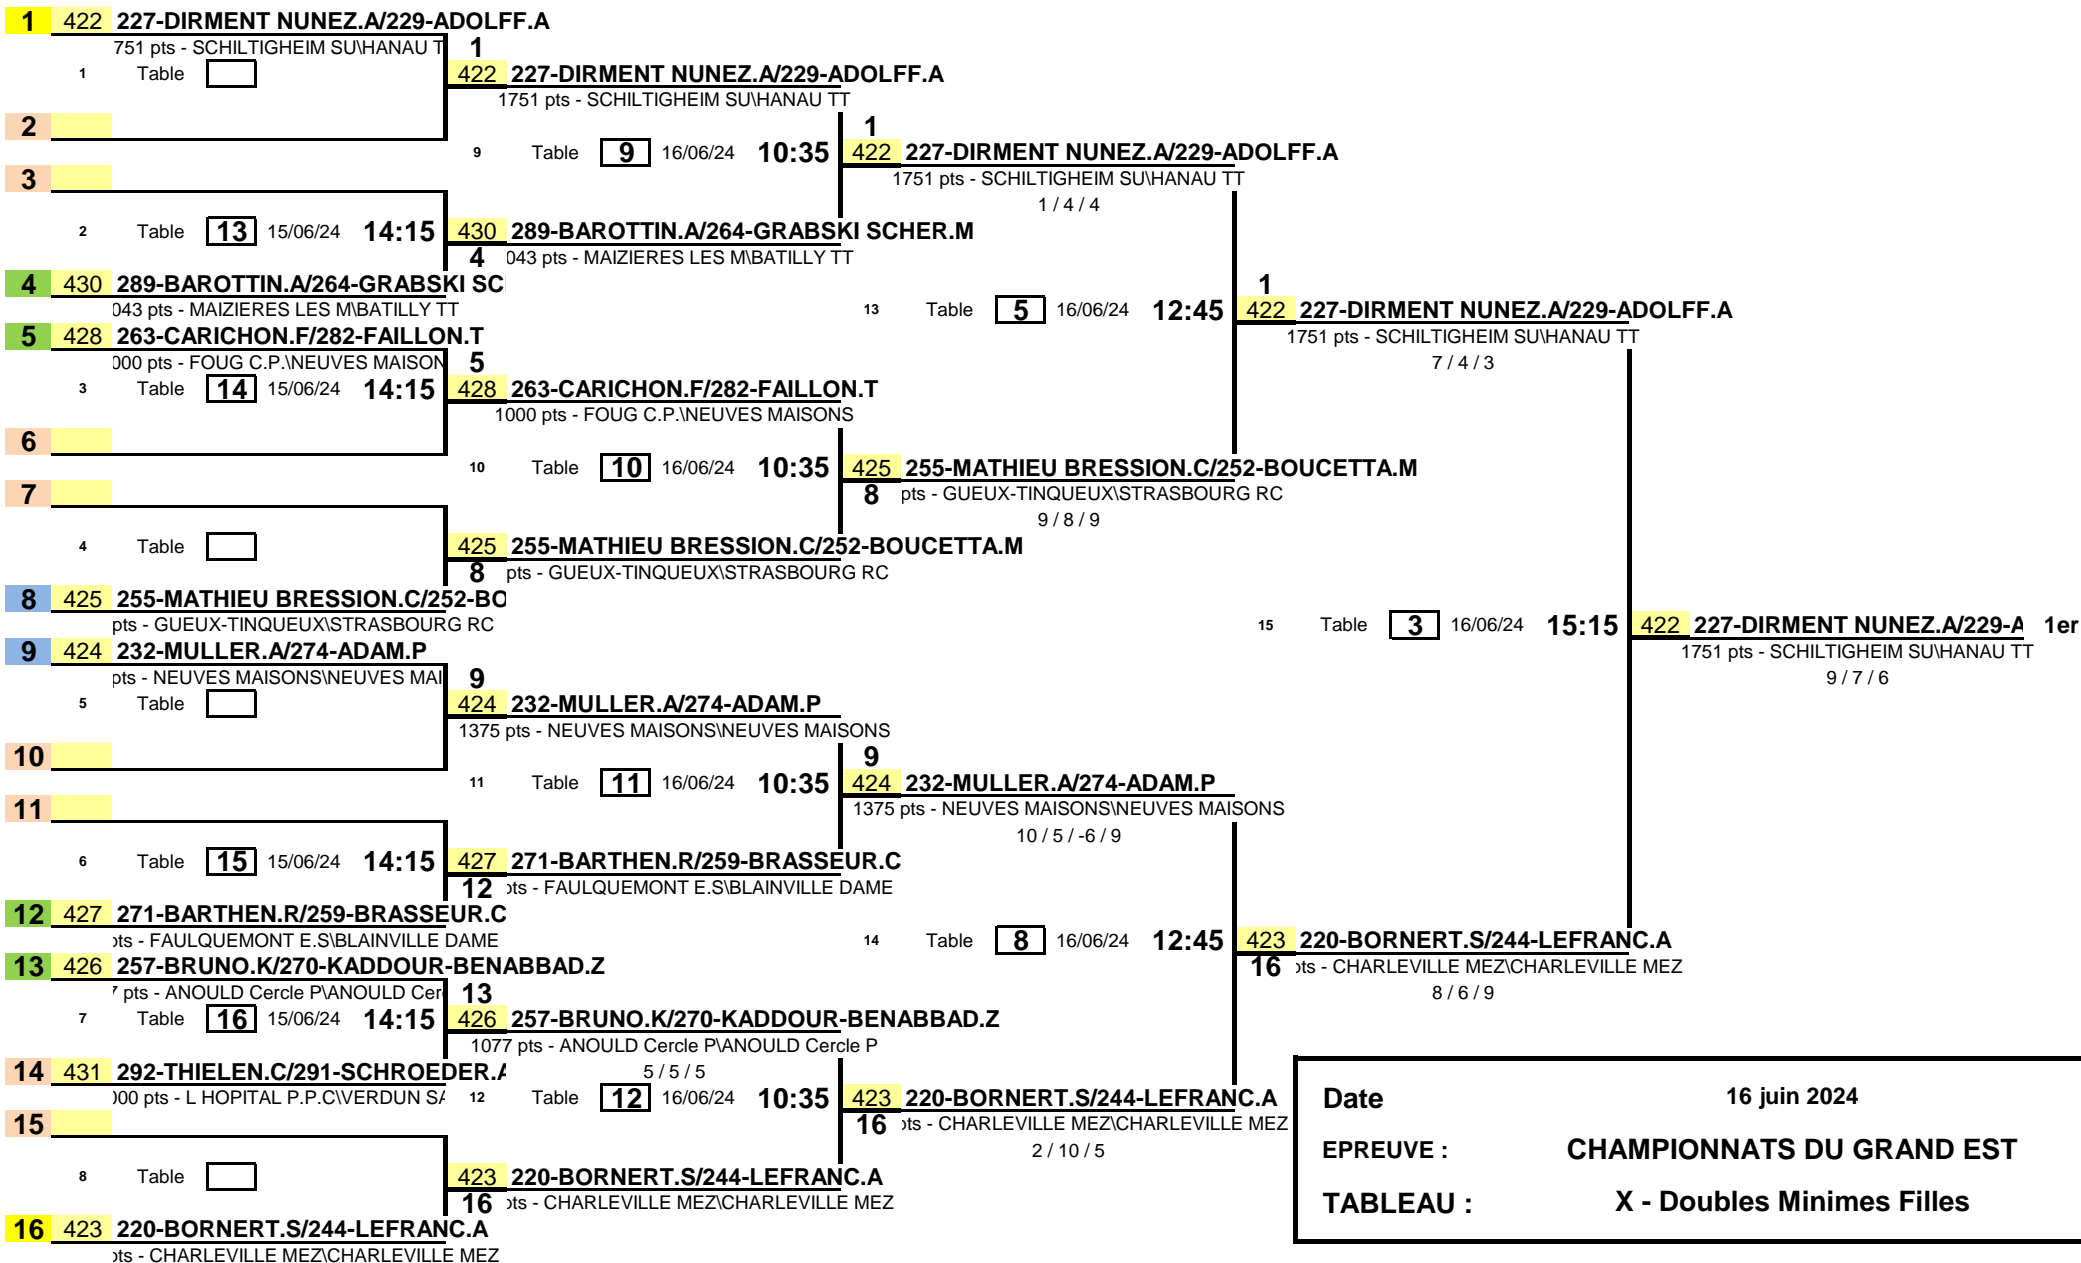 1 422 227-DIRMENT NUNEZ.A/229-ADOLFF.A
751 pts - SCHILTIGHEIM SU\HANAU T 1
1 Table 422 227-DIRMENT NUNEZ.A/229-ADOLFF.A
1751 pts - SCHILTIGHEIM SU\HANAU TT
2 1
9 Table 9 16/06/24 10:35 422 227-DIRMENT NUNEZ.A/229-ADOLFF.A
3 1751 pts - SCHILTIGHEIM SU\HANAU TT
1 / 4 / 4
2 Table 13 15/06/24 14:15 430 289-BAROTTIN.A/264-GRABSKI SCHER.M
4 043 pts - MAIZIERES LES M\BATILLY TT
4 430 289-BAROTTIN.A/264-GRABSKI SC 1
043 pts - MAIZIERES LES M\BATILLY TT 13 Table 5 16/06/24 12:45 422 227-DIRMENT NUNEZ.A/229-ADOLFF.A
5 428 263-CARICHON.F/282-FAILLON.T 1751 pts - SCHILTIGHEIM SU\HANAU TT
000 pts - FOUG C.P.\NEUVES MAISON 5 7 / 4 / 3
3 Table 14 15/06/24 14:15 428 263-CARICHON.F/282-FAILLON.T
1000 pts - FOUG C.P.\NEUVES MAISONS
6
10 Table 10 16/06/24 10:35 425 255-MATHIEU BRESSION.C/252-BOUCETTA.M
7 8 pts - GUEUX-TINQUEUX\STRASBOURG RC
9 / 8 / 9
4 Table 425 255-MATHIEU BRESSION.C/252-BOUCETTA.M
8 pts - GUEUX-TINQUEUX\STRASBOURG RC
8 425 255-MATHIEU BRESSION.C/252-BO
pts - GUEUX-TINQUEUX\STRASBOURG RC 15 Table 3 16/06/24 15:15 422 227-DIRMENT NUNEZ.A/229-A 1er
9 424 232-MULLER.A/274-ADAM.P 1751 pts - SCHILTIGHEIM SU\HANAU TT
pts - NEUVES MAISONS\NEUVES MAI 9 9 / 7 / 6
5 Table 424 232-MULLER.A/274-ADAM.P
1375 pts - NEUVES MAISONS\NEUVES MAISONS
10 9
11 Table 11 16/06/24 10:35 424 232-MULLER.A/274-ADAM.P
11 1375 pts - NEUVES MAISONS\NEUVES MAISONS
10 / 5 / -6 / 9
6 Table 15 15/06/24 14:15 427 271-BARTHEN.R/259-BRASSEUR.C
12 pts - FAULQUEMONT E.S\BLAINVILLE DAME
12 427 271-BARTHEN.R/259-BRASSEUR.C
pts - FAULQUEMONT E.S\BLAINVILLE DAME 14 Table 8 16/06/24 12:45 423 220-BORNERT.S/244-LEFRANC.A
13 426 257-BRUNO.K/270-KADDOUR-BENABBAD.Z 16 pts - CHARLEVILLE MEZ\CHARLEVILLE MEZ
7 pts - ANOULD Cercle P\ANOULD Cer 13 8 / 6 / 9
7 Table 16 15/06/24 14:15 426 257-BRUNO.K/270-KADDOUR-BENABBAD.Z
1077 pts - ANOULD Cercle P\ANOULD Cercle P
14 431 292-THIELEN.C/291-SCHROEDER.A 5 / 5 / 5
000 pts - L HOPITAL P.P.C\VERDUN SA 12 Table 12 16/06/24 10:35 423 220-BORNERT.S/244-LEFRANC.A
15 16 pts - CHARLEVILLE MEZ\CHARLEVILLE MEZ
2 / 10 / 5
8 Table 423 220-BORNERT.S/244-LEFRANC.A
16 pts - CHARLEVILLE MEZ\CHARLEVILLE MEZ
16 423 220-BORNERT.S/244-LEFRANC.A
pts - CHARLEVILLE MEZ\CHARLEVILLE MEZ
Date 16 juin 2024
EPREUVE : CHAMPIONNATS DU GRAND EST
TABLEAU : X - Doubles Minimes Filles